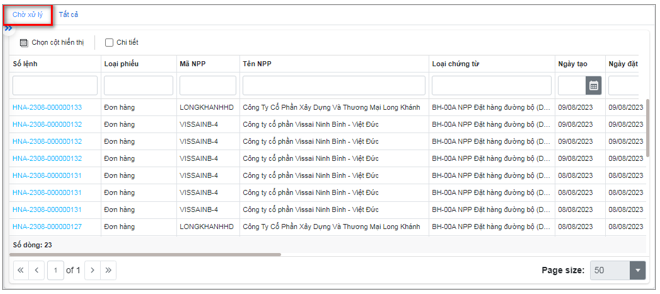 Chờ xử lý Tất cả
Chọn cột hiển thị Chi tiết
Số lệnh Loại phiếu Mã NPP Tên NPP Loại chứng từ Ngày tạo Ngày đặt
HNA-2308-000000133 Đơn hàng LONGKHANHHD Công Ty Cổ Phần Xây Dựng Và Thương Mại Long Khánh BH-00A NPP Đặt hàng đường bộ (D... 09/08/2023 09/08/2023
HNA-2308-000000132 Đơn hàng VISSAINB-4 Công ty cổ phần Vissai Ninh Bình - Việt Đức BH-00A NPP Đặt hàng đường bộ (D... 09/08/2023 09/08/2023
HNA-2308-000000132 Đơn hàng VISSAINB-4 Công ty cổ phần Vissai Ninh Bình - Việt Đức BH-00A NPP Đặt hàng đường bộ (D... 09/08/2023 09/08/2023
HNA-2308-000000132 Đơn hàng VISSAINB-4 Công ty cổ phần Vissai Ninh Bình - Việt Đức BH-00A NPP Đặt hàng đường bộ (D... 09/08/2023 09/08/2023
HNA-2308-000000131 Đơn hàng VISSAINB-4 Công ty cổ phần Vissai Ninh Bình - Việt Đức BH-00A NPP Đặt hàng đường bộ (D... 08/08/2023 08/08/2023
HNA-2308-000000131 Đơn hàng VISSAINB-4 Công ty cổ phần Vissai Ninh Bình - Việt Đức BH-00A NPP Đặt hàng đường bộ (D... 08/08/2023 08/08/2023
HNA-2308-000000131 Đơn hàng VISSAINB-4 Công ty cổ phần Vissai Ninh Bình - Việt Đức BH-00A NPP Đặt hàng đường bộ (D... 08/08/2023 08/08/2023
HNA-2308-000000127 Đơn hàng LONGKHANHHD Công Ty Cổ Phần Xây Dựng Và Thương Mại Long Khánh BH-00A NPP Đặt hàng đường bộ (D... 08/08/2023 08/08/2023
Số dòng: 23
1 of 1 Page size: 50